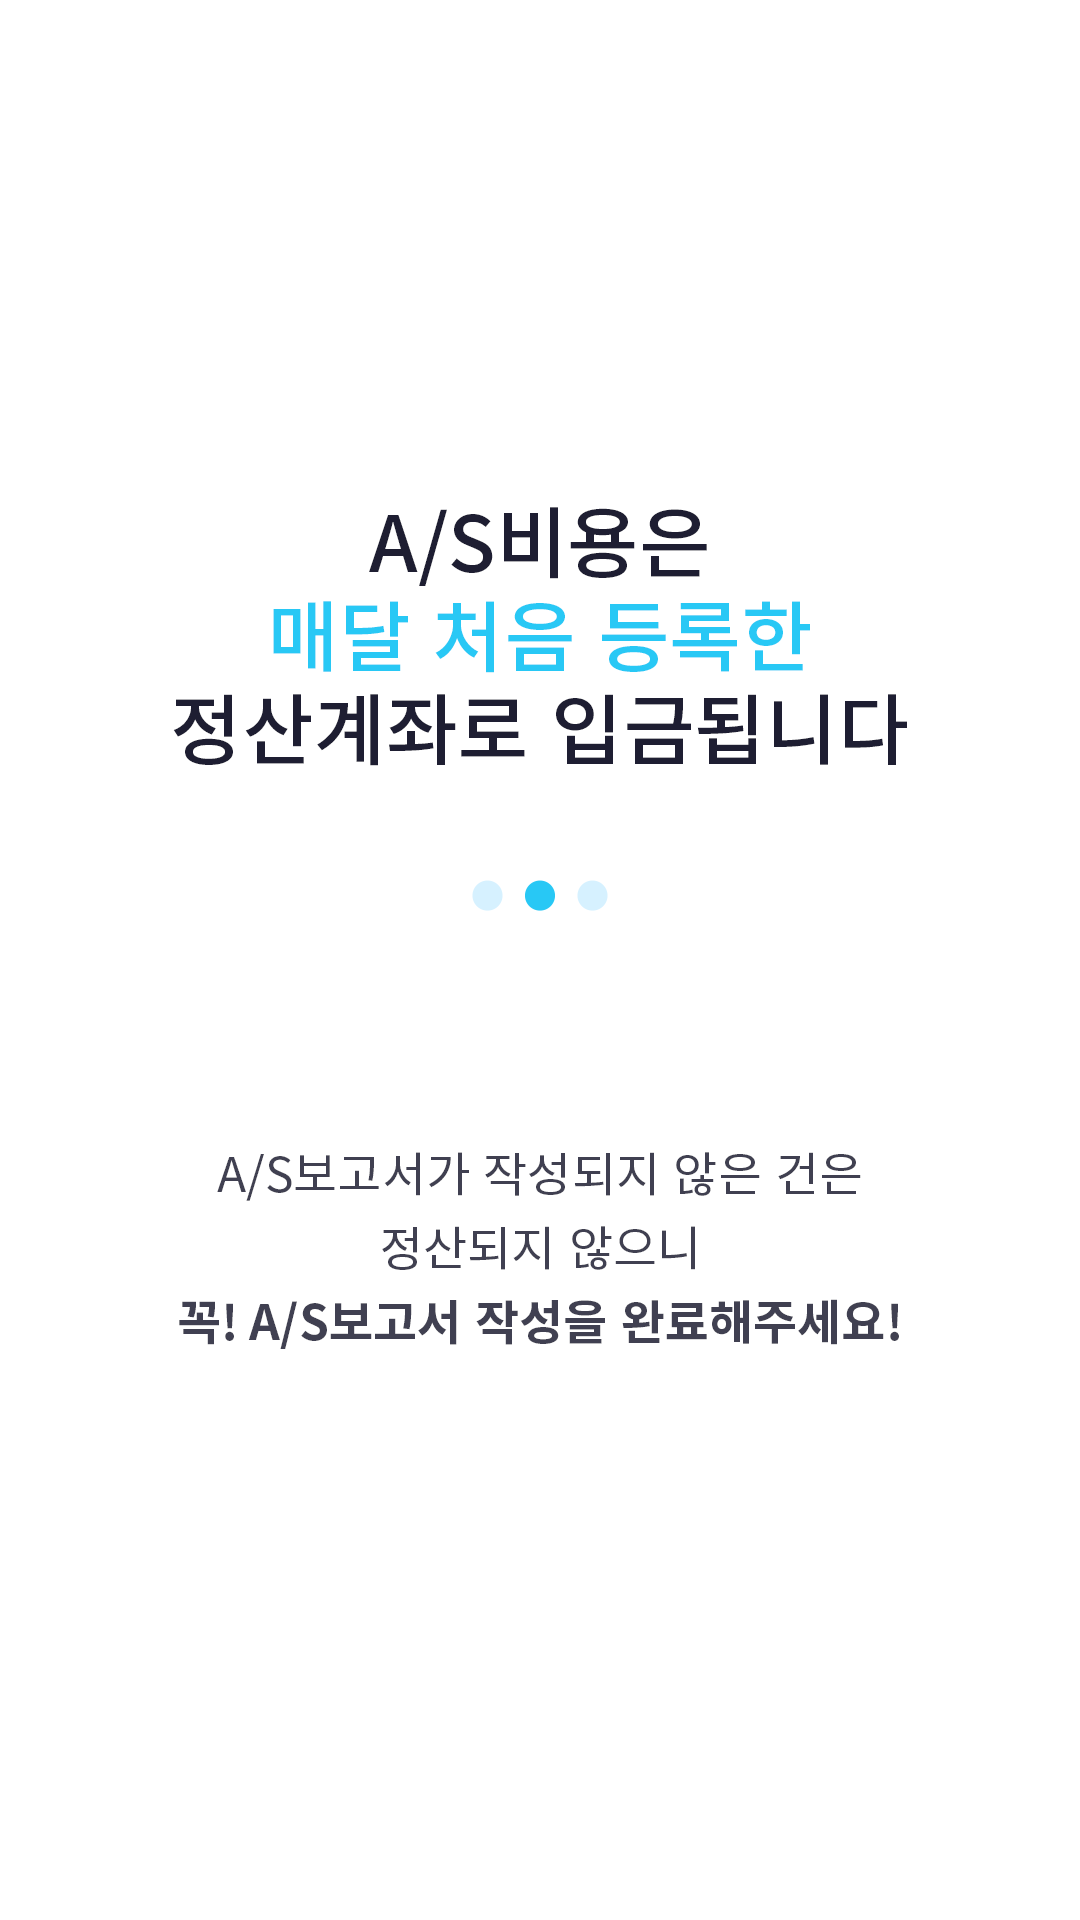 A/S비용은
매달 처음 등록한
정산계좌로 입금됩니다
A/S보고서가 작성되지 않은 건은
정산되지 않으니
꼭! A/S보고서 작성을 완료해주세요!